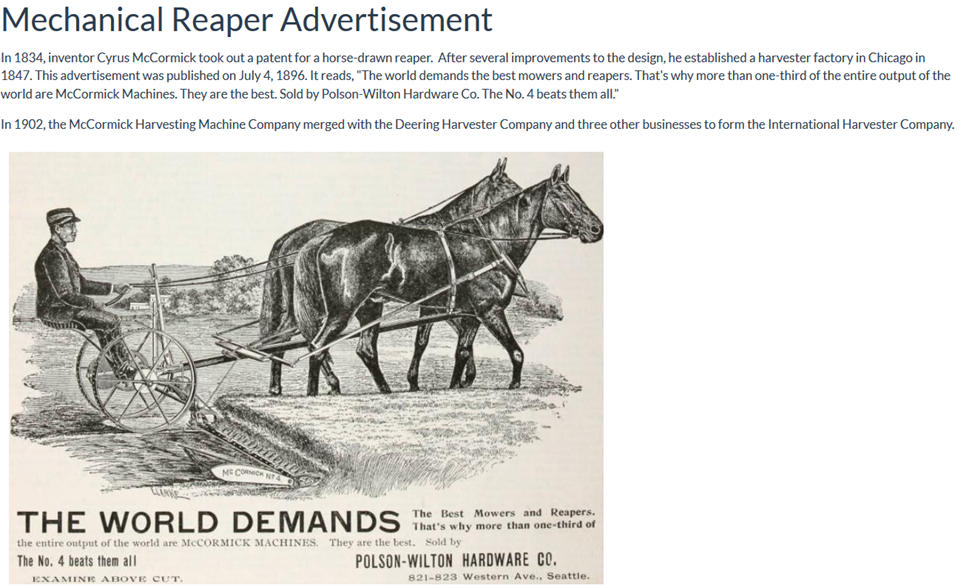 Mechanical Reaper Advertisement
In 1834, inventor Cyrus McCormick took out a patent for a horse-drawn reaper. After several improvements to the design, he established a harvester factory in Chicago in
1847. This advertisement was published on July 4, 1896. It reads, "The world demands the best mowers and reapers. That's why more than one-third of the entire output of the
world are McCormick Machines. They are the best. Sold by Polson-Wilton Hardware Co. The No. 4 beats them all."
In 1902, the McCormick Harvesting Machine Company merged with the Deering Harvester Company and three other businesses to form the International Harvester Company.
McCORMICK Nº 4
THE WORLD DEMANDS The Best Mowers and Reapers.
That's why more than one-third of
the entire output of the world are McCORMICK MACHINES. They are the best. Sold by
The No. 4 beats them all POLSON-WILTON HARDWARE CO.
EXAMINE ABOVE CUT. 821-823 Western Ave., Seattle.